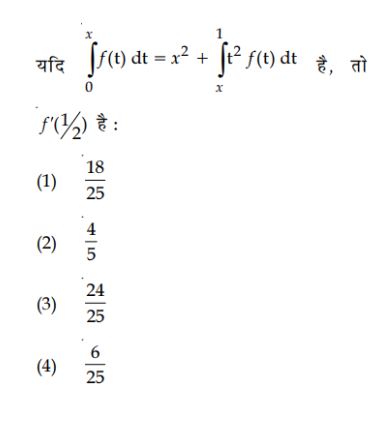 यदि ∫₀ˣ f(t) dt = x² + ∫ₓ¹ t² f(t) dt है, तो
f'(1/2) है :
(1) 18/25
(2) 4/5
(3) 24/25
(4) 6/25